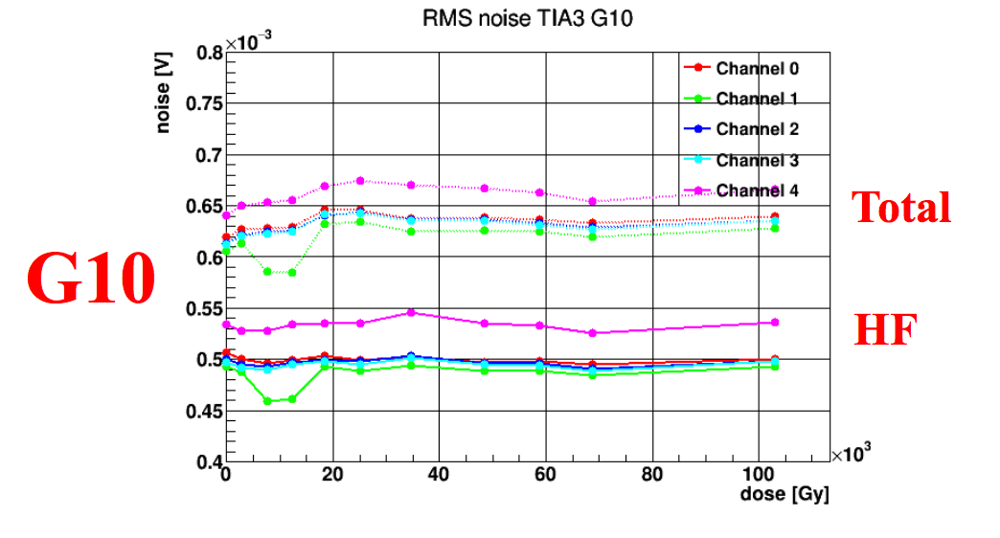 RMS noise TIA3 G10
×10⁻³
noise [V]
0.8
0.75
0.7
0.65
0.6
0.55
0.5
0.45
0.4
Channel 0
Channel 1
Channel 2
Channel 3
Channel 4
Total
G10
HF
0 20 40 60 80 100
×10³
dose [Gy]